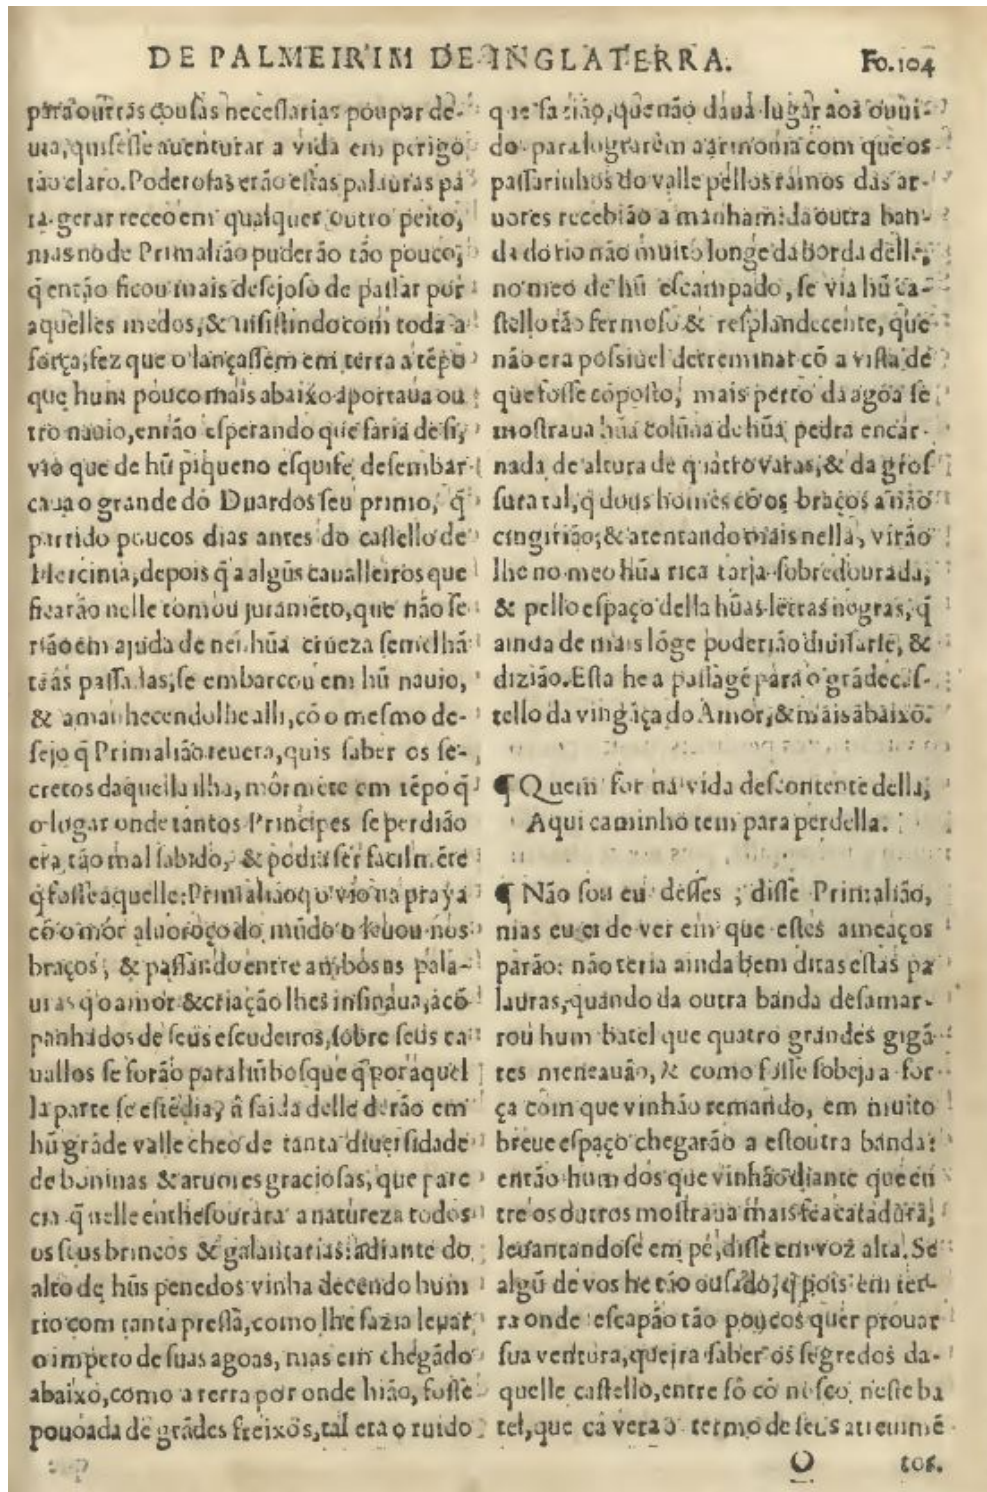 DE PALMEIRIM DE INGLATERRA. Fo.104
para outras cousas necessarias poupar de-
uia, quisesse auenturar a vida em perigo
tão claro. Poderosas erão estas palauras pa
ra gerar receo em qualquer outro peito,
mas no de Primalião puderão tão pouco,
q̃ então ficou mais desejoso de passar por
aquelles medos, & insistindo com toda a
força, fez que o lançassem em terra a tẽpo
que hum pouco mais abaixo aportaua ou
tro nauio, então esperando que faria de si,
vio que de hũ piqueno esquife desembar
caua o grande dõ Duardos seu primo, q̃
partido poucos dias antes do castello de
Hercinia, depois q̃ a algũs caualleiros que
ficarão nelle tomou juramẽto, que não se
rião em ajuda de nenhũa crueza semelhã
te ás passadas, se embarcou em hũ nauio,
& amanhecendolhe alli, cõ o mesmo de-
sejo q̃ Primalião teuera, quis saber os se-
cretos daquella ilha, mórmẽte em tẽpo q̃
o lugar onde tantos Principes se perdião
era tão mal sabido, & podia ser facilmẽte
q̃ fosse aquelle: Primalião q̃ o vio na praya
cõ o mór aluoroço do mũdo o leuou nos
braços, & passando entre ambos as pala-
uras q̃ o amor & criação lhes insinaua, acõ
panhados de seus escudeiros, sobre seus ca
uallos se forão para hũ bosque q̃ por aquel
la parte se estẽdia, & á saida delle derão em
hũ grãde valle cheo de tanta diuersidade
de boninas & aruores graciosas, que pare
cia q̃ nelle enthesourára a natureza todos
os seus brincos & galantarias: adiante do
alto de hũs penedos vinha decendo hum
rio com tanta pressa, como lhe fazia leuar
o impeto de suas agoas, mas em chegãdo
abaixo, como a terra por onde hião, fosse
pouoada de grãdes freixos, tal era o ruido
que fazião, que não daua lugar aos ouui-
do para lograrem a armonia com que os
passarinhos do valle pellos ramos das ar-
uores recebião a manham: da outra ban-
da do rio não muito longe da borda delle,
no meo de hũ escampado, se via hũ ca-
stello tão fermoso & resplandecente, que
não era possiuel determinar cõ a vista de
que fosse cõposto, mais perto da agoa se
mostraua hũa colũna de hũa pedra encar-
nada de altura de quatro varas, & da gros
sura tal, q̃ dous homẽs cõ os braços a não
cingirião, & atentando mais nella, virão
lhe no meo hũa rica tarja sobredourada,
& pello espaço della hũas letras negras, q̃
ainda de mais lõge poderião diuisarse, &
dizião. Esta he a passagẽ para o grãde cas-
tello da vingãça do Amor, & mais abaixo.
¶ Quem for na vida descontente della,
Aqui caminho tem para perdella.
¶ Não sou eu desses, disse Primalião,
mas eu ei de ver em que estes ameaços
parão: não teria ainda bem ditas estas pa
lauras, quando da outra banda desamar-
rou hum batel que quatro grandes gigã-
tes meneauão, & como fosse sobeja a for-
ça com que vinhão remando, em muito
breue espaço chegarão a estoutra banda:
então hum dos que vinhão diante que en
tre os outros mostraua mais fea catadura,
leuantandose em pé, disse em voz alta. Se
algũ de vos he tão ousado, q̃ pois em ter-
ra onde escapão tão poucos quer prouar
sua ventura, queira saber os segredos da-
quelle castello, entre só cõ nosco neste ba
tel, que cá verá o termo de seus atreuimẽ
O tos.